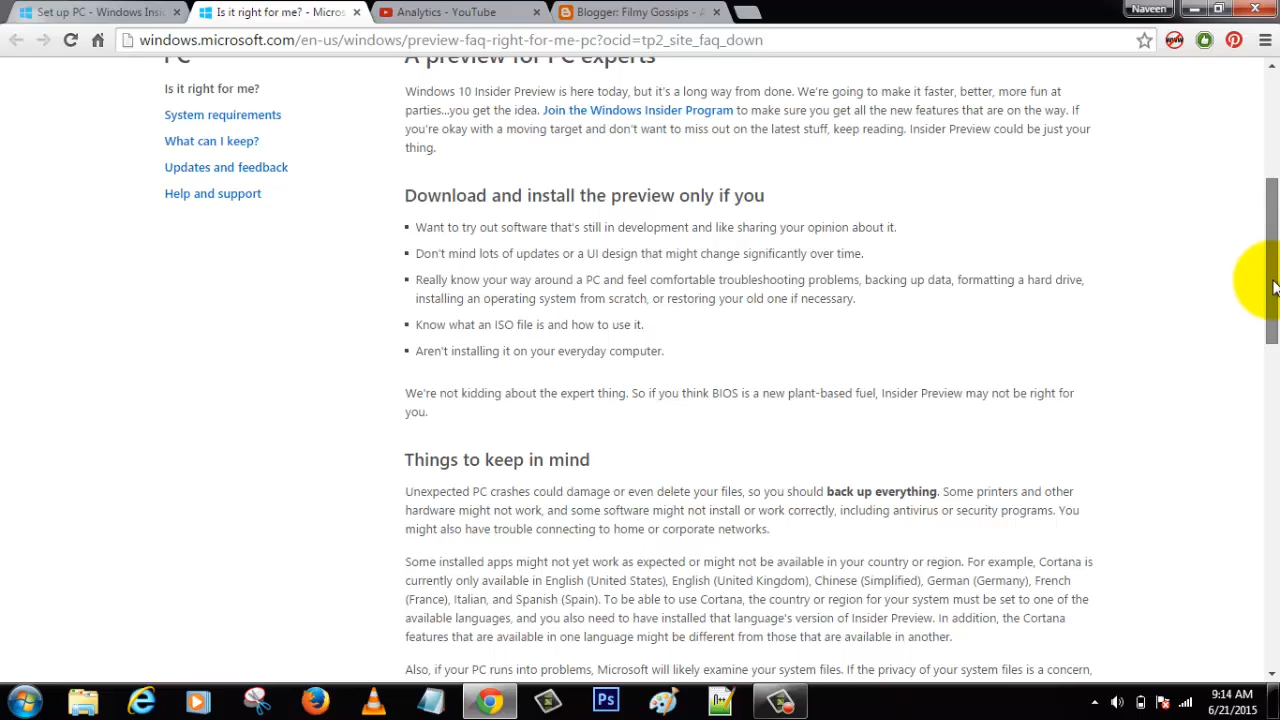 Set up PC - Windows Insi
Is it right for me? - Micros
Analytics - YouTube
Blogger: Filmy Gossips - A
Naveen
windows.microsoft.com/en-us/windows/preview-faq-right-for-me-pc?ocid=tp2_site_faq_down
PC
A preview for PC experts
Is it right for me?
System requirements
What can I keep?
Updates and feedback
Help and support
Windows 10 Insider Preview is here today, but it's a long way from done. We're going to make it faster, better, more fun at
parties...you get the idea. Join the Windows Insider Program to make sure you get all the new features that are on the way. If
you're okay with a moving target and don't want to miss out on the latest stuff, keep reading. Insider Preview could be just your
thing.
Download and install the preview only if you
▪ Want to try out software that's still in development and like sharing your opinion about it.
▪ Don't mind lots of updates or a UI design that might change significantly over time.
▪ Really know your way around a PC and feel comfortable troubleshooting problems, backing up data, formatting a hard drive,
installing an operating system from scratch, or restoring your old one if necessary.
▪ Know what an ISO file is and how to use it.
▪ Aren't installing it on your everyday computer.
We're not kidding about the expert thing. So if you think BIOS is a new plant-based fuel, Insider Preview may not be right for
you.
Things to keep in mind
Unexpected PC crashes could damage or even delete your files, so you should back up everything. Some printers and other
hardware might not work, and some software might not install or work correctly, including antivirus or security programs. You
might also have trouble connecting to home or corporate networks.
Some installed apps might not yet work as expected or might not be available in your country or region. For example, Cortana is
currently only available in English (United States), English (United Kingdom), Chinese (Simplified), German (Germany), French
(France), Italian, and Spanish (Spain). To be able to use Cortana, the country or region for your system must be set to one of the
available languages, and you also need to have installed that language's version of Insider Preview. In addition, the Cortana
features that are available in one language might be different from those that are available in another.
Also, if your PC runs into problems, Microsoft will likely examine your system files. If the privacy of your system files is a concern,
Ps
9:14 AM
6/21/2015